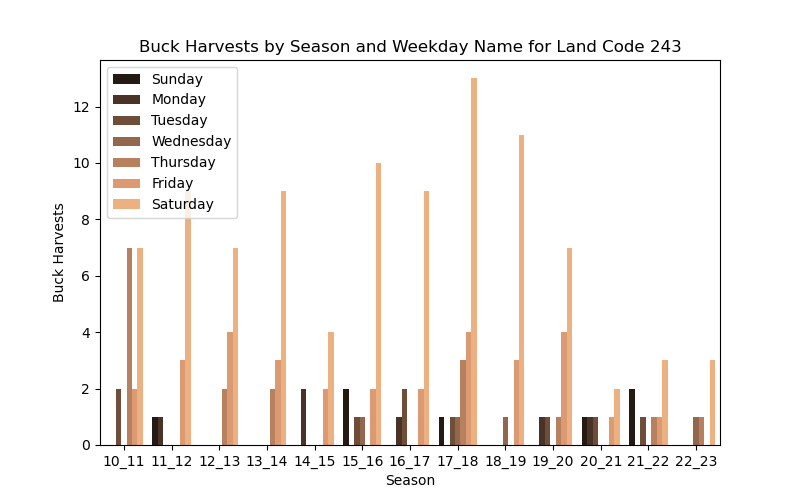 Buck Harvests by Season and Weekday Name for Land Code 243
Sunday
Monday
Tuesday
Wednesday
Thursday
Friday
Saturday
12
10
8
6
4
2
0
Buck Harvests
10_11 11_12 12_13 13_14 14_15 15_16 16_17 17_18 18_19 19_20 20_21 21_22 22_23
Season